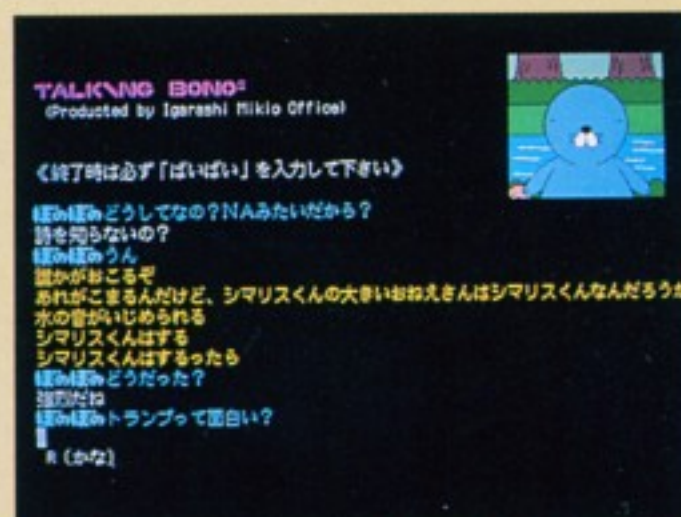 TALKING BONO²
(Producted by Igarashi Mikio Office)
《終了時は必ず「ばいばい」を入力して下さい》
ぼのぼのどうしてなの?NAみたいだから?
詩を知らないの?
ぼのぼのうん
誰かがおこるぞ
あれがこまるんだけど、シマリスくんの大きいおねえさんはシマリスくんなんだろうか
水の音がいじめられる
シマリスくんはする
シマリスくんはするったら
ぼのぼのどうだった?
強烈だね
ぼのぼのトランプって面白い?
R (かな)